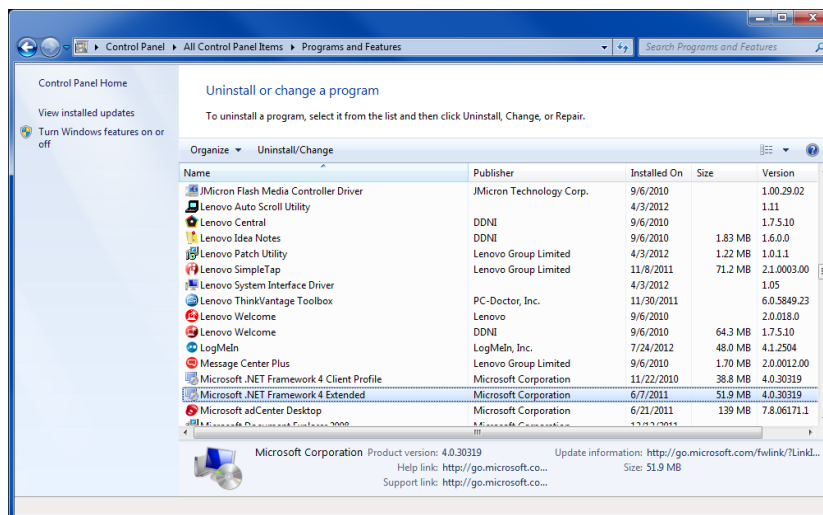 Control Panel ▸ All Control Panel Items ▸ Programs and Features
Search Programs and Features
Control Panel Home
View installed updates
Turn Windows features on or
off
Uninstall or change a program
To uninstall a program, select it from the list and then click Uninstall, Change, or Repair.
Organize Uninstall/Change
Name Publisher Installed On Size Version
JMicron Flash Media Controller Driver JMicron Technology Corp. 9/6/2010 1.00.29.02
Lenovo Auto Scroll Utility 4/3/2012 1.11
Lenovo Central DDNI 9/6/2010 1.7.5.10
Lenovo Idea Notes DDNI 9/6/2010 1.83 MB 1.6.0.0
Lenovo Patch Utility Lenovo Group Limited 4/3/2012 1.22 MB 1.0.1.1
Lenovo SimpleTap Lenovo Group Limited 11/8/2011 71.2 MB 2.1.0003.00
Lenovo System Interface Driver 4/3/2012 1.05
Lenovo ThinkVantage Toolbox PC-Doctor, Inc. 11/30/2011 6.0.5849.23
Lenovo Welcome Lenovo 9/6/2010 2.0.018.0
Lenovo Welcome DDNI 9/6/2010 64.3 MB 1.7.5.10
LogMeIn LogMeIn, Inc. 7/24/2012 48.0 MB 4.1.2504
Message Center Plus Lenovo Group Limited 9/6/2010 1.70 MB 2.0.0012.00
Microsoft .NET Framework 4 Client Profile Microsoft Corporation 11/22/2010 38.8 MB 4.0.30319
Microsoft .NET Framework 4 Extended Microsoft Corporation 6/7/2011 51.9 MB 4.0.30319
Microsoft adCenter Desktop Microsoft Corporation 6/21/2011 139 MB 7.8.06171.1
Microsoft Document Explorer 2008 Microsoft Corporation 12/12/2011
Microsoft Corporation Product version: 4.0.30319 Update information: http://go.microsoft.com/fwlink/?LinkI...
Help link: http://go.microsoft.co... Size: 51.9 MB
Support link: http://go.microsoft.co...